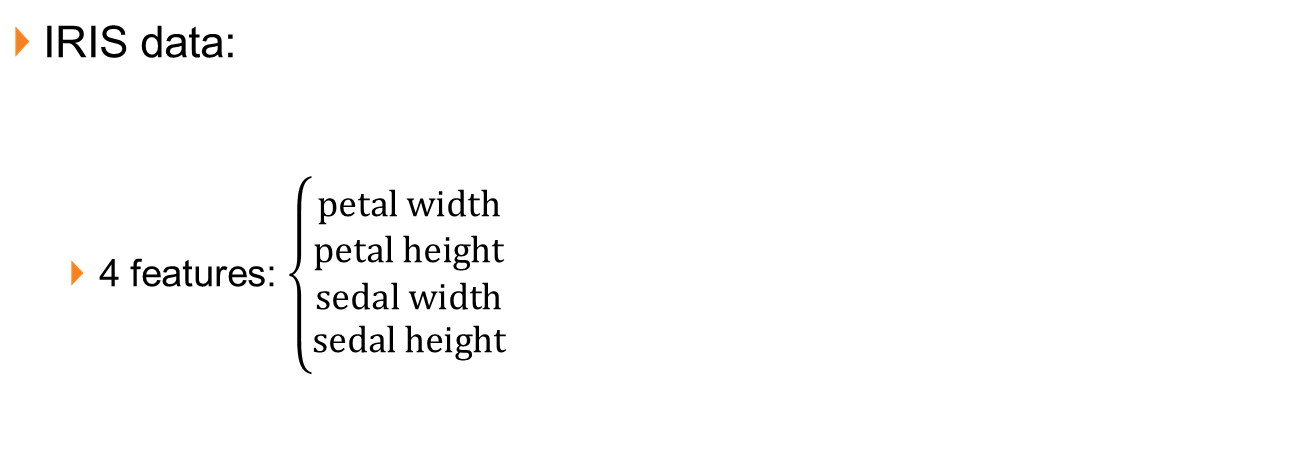 IRIS data:
petal width
petal height
4 features:
sedal width
sedal height